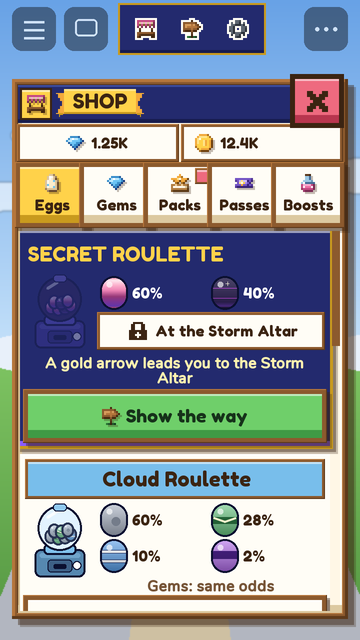 SHOP
1.25K
12.4K
Eggs
Gems
Packs
Passes
Boosts
SECRET ROULETTE
60%
40%
At the Storm Altar
A gold arrow leads you to the Storm
Altar
Show the way
Cloud Roulette
60%
28%
10%
2%
Gems: same odds